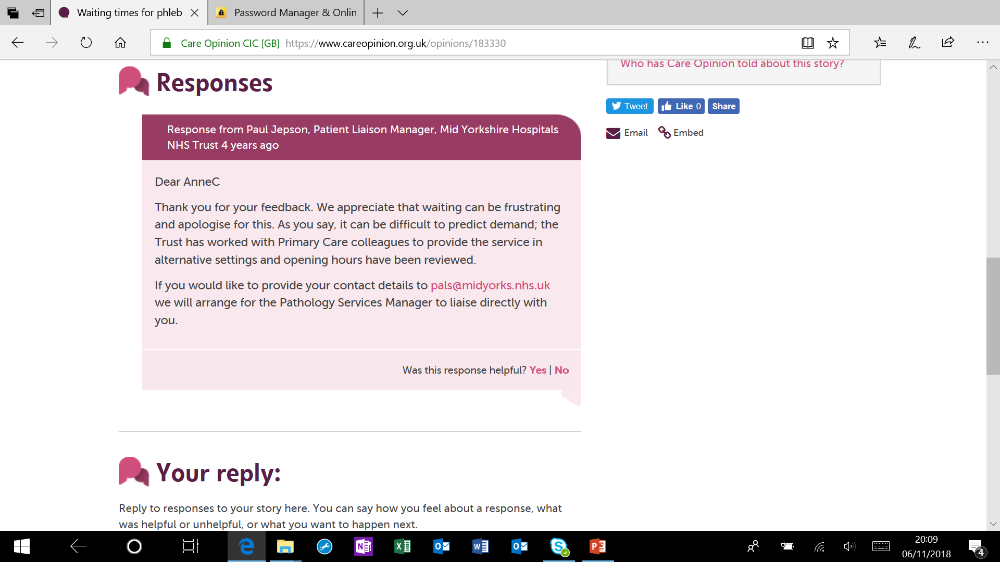 Waiting times for phleb
Password Manager & Onlin
Care Opinion CIC [GB] https://www.careopinion.org.uk/opinions/183330
Who has Care Opinion told about this story?
Responses
Tweet Like 0 Share
Email Embed
Response from Paul Jepson, Patient Liaison Manager, Mid Yorkshire Hospitals
NHS Trust 4 years ago
Dear AnneC
Thank you for your feedback. We appreciate that waiting can be frustrating
and apologise for this. As you say, it can be difficult to predict demand; the
Trust has worked with Primary Care colleagues to provide the service in
alternative settings and opening hours have been reviewed.
If you would like to provide your contact details to pals@midyorks.nhs.uk
we will arrange for the Pathology Services Manager to liaise directly with
you.
Was this response helpful? Yes | No
Your reply:
Reply to responses to your story here. You can say how you feel about a response, what
was helpful or unhelpful, or what you want to happen next.
20:09
06/11/2018
4